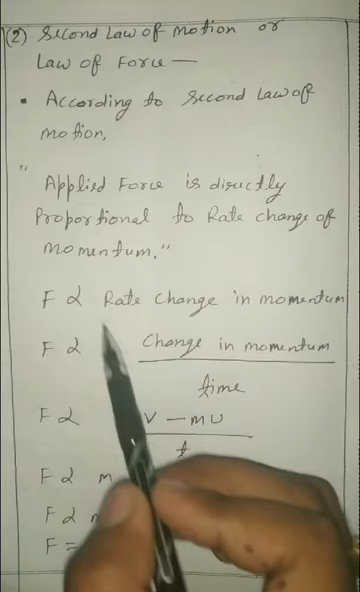 (2) Second Law of motion or
Law of Force —
• According to Second Law of
motion,
"
Applied Force is directly
Proportional to Rate change of
momentum."
F α Rate Change in momentum
F α Change in momentum
time
F α V — mU
t
F α m
F α
F =